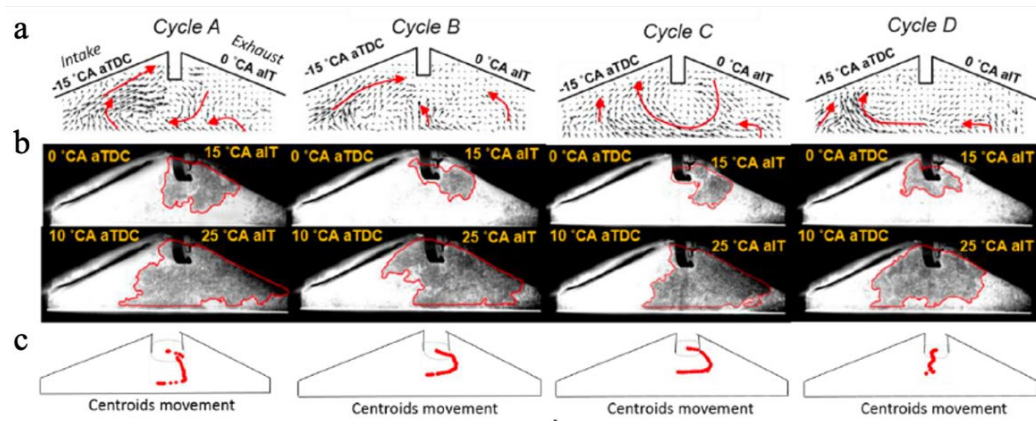 a
Cycle A
Cycle B
Cycle C
Cycle D
Intake
Exhaust
-15 °CA aTDC
0 °CA aIT
-15 °CA aTDC
0 °CA aIT
-15 °CA aTDC
0 °CA aIT
-15 °CA aTDC
0 °CA aIT
b
0 °CA aTDC
15 °CA aIT
0 °CA aTDC
15 °CA aIT
0 °CA aTDC
15 °CA aIT
0 °CA aTDC
15 °CA aIT
10 °CA aTDC
25 °CA aIT
10 °CA aTDC
25 °CA aIT
10 °CA aTDC
25 °CA aIT
10 °CA aTDC
25 °CA aIT
c
Centroids movement
Centroids movement
Centroids movement
Centroids movement